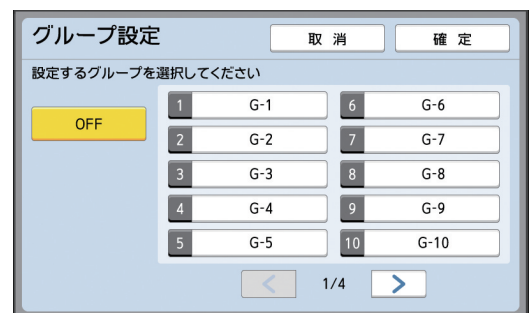 グループ設定
取 消
確 定
設定するグループを選択してください
OFF
1 G-1
2 G-2
3 G-3
4 G-4
5 G-5
6 G-6
7 G-7
8 G-8
9 G-9
10 G-10
1/4